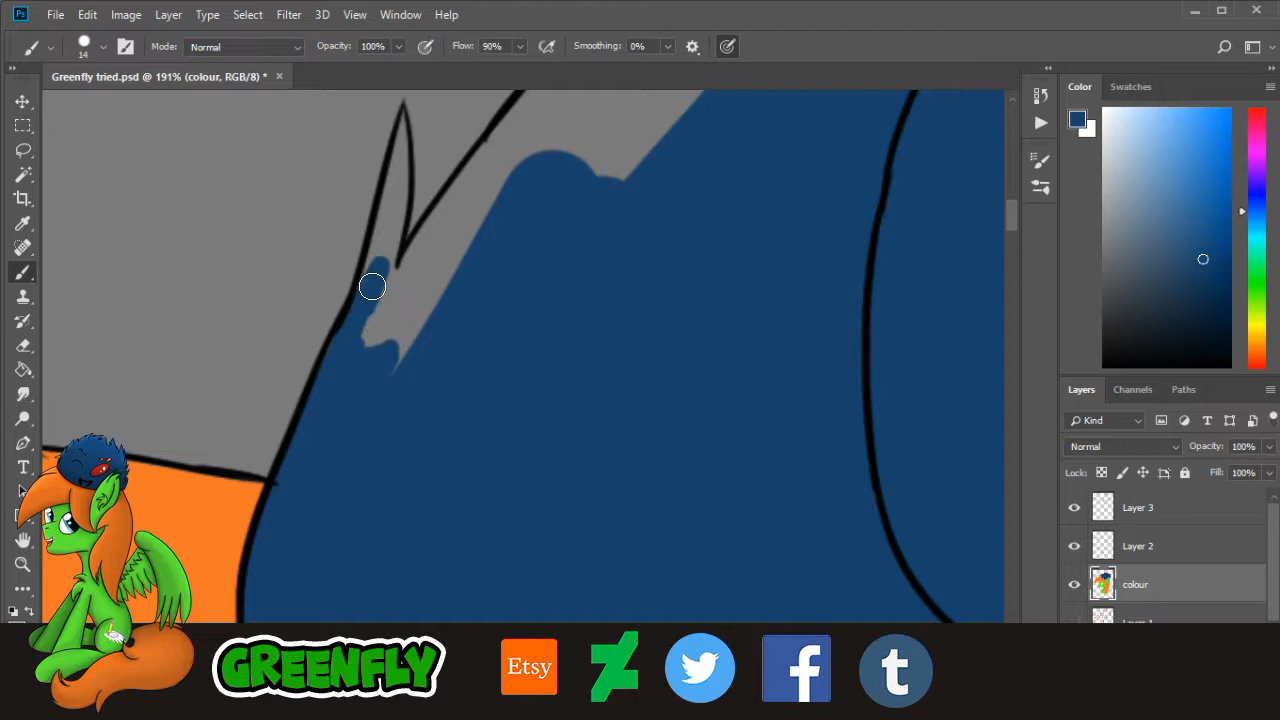 Ps File Edit Image Layer Type Select Filter 3D View Window Help
14 Mode: Normal Opacity: 100% Flow: 90% Smoothing: 0%
Greenfly tried.psd @ 191% (colour, RGB/8) *
Color Swatches
Layers Channels Paths
Kind
Normal Opacity: 100%
Lock: Fill: 100%
Layer 3
Layer 2
colour
GREENFLY Etsy